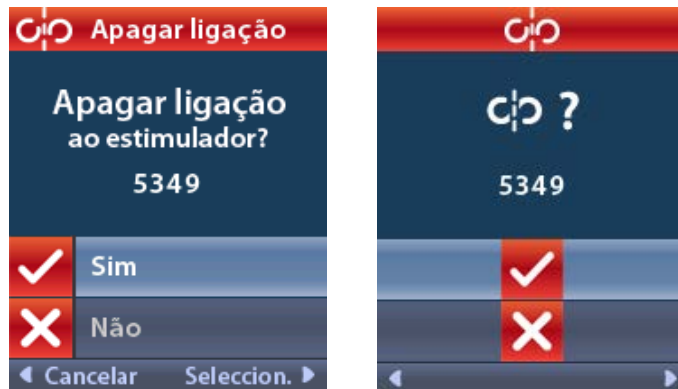 Apagar ligação
Apagar ligação
ao estimulador?
5349
Sim
Não
Cancelar Seleccion.
?
5349